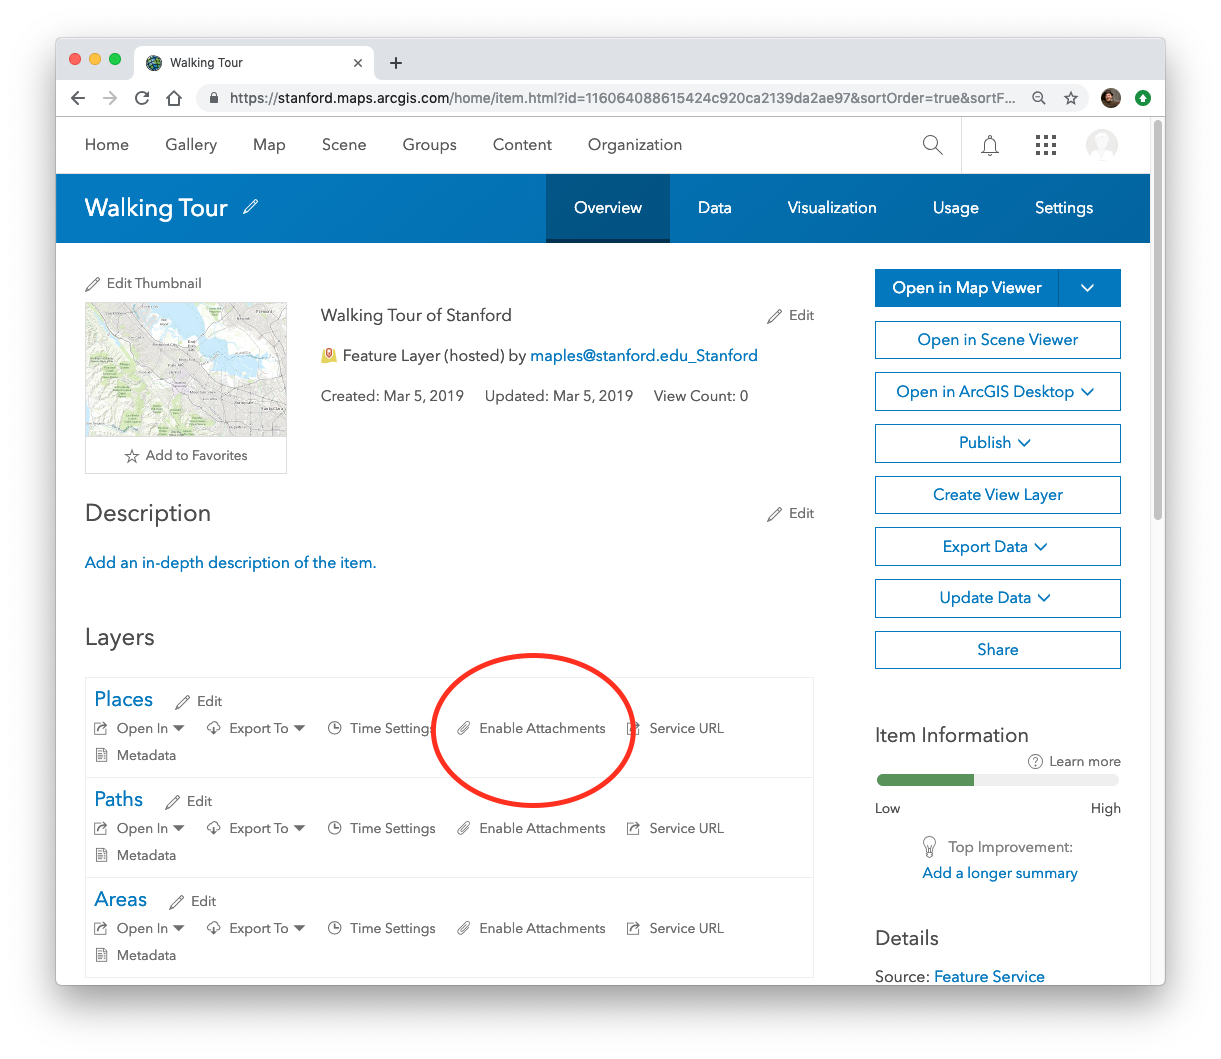 Walking Tour
https://stanford.maps.arcgis.com/home/item.html?id=116064088615424c920ca2139da2ae97&sortOrder=true&sortF...
Home Gallery Map Scene Groups Content Organization
Walking Tour Overview Data Visualization Usage Settings
Edit Thumbnail
Add to Favorites
Walking Tour of Stanford Edit
Feature Layer (hosted) by maples@stanford.edu_Stanford
Created: Mar 5, 2019 Updated: Mar 5, 2019 View Count: 0
Description Edit
Add an in-depth description of the item.
Layers
Places Edit
Open In Export To Time Settings Enable Attachments Service URL
Metadata
Paths Edit
Open In Export To Time Settings Enable Attachments Service URL
Metadata
Areas Edit
Open In Export To Time Settings Enable Attachments Service URL
Metadata
Open in Map Viewer
Open in Scene Viewer
Open in ArcGIS Desktop
Publish
Create View Layer
Export Data
Update Data
Share
Item Information
Learn more
Low High
Top Improvement:
Add a longer summary
Details
Source: Feature Service